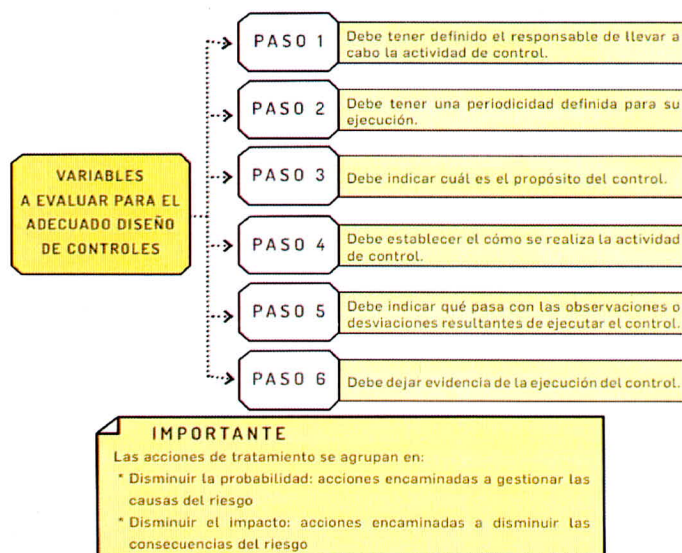 PASO 1
Debe tener definido el responsable de llevar a
cabo la actividad de control.
PASO 2
Debe tener una periodicidad definida para su
ejecución.
VARIABLES
A EVALUAR PARA EL
ADECUADO DISEÑO
DE CONTROLES
PASO 3
Debe indicar cuál es el propósito del control.
PASO 4
Debe establecer el cómo se realiza la actividad
de control.
PASO 5
Debe indicar qué pasa con las observaciones o
desviaciones resultantes de ejecutar el control.
PASO 6
Debe dejar evidencia de la ejecución del control.
IMPORTANTE
Las acciones de tratamiento se agrupan en:
* Disminuir la probabilidad: acciones encaminadas a gestionar las
causas del riesgo
* Disminuir el impacto: acciones encaminadas a disminuir las
consecuencias del riesgo